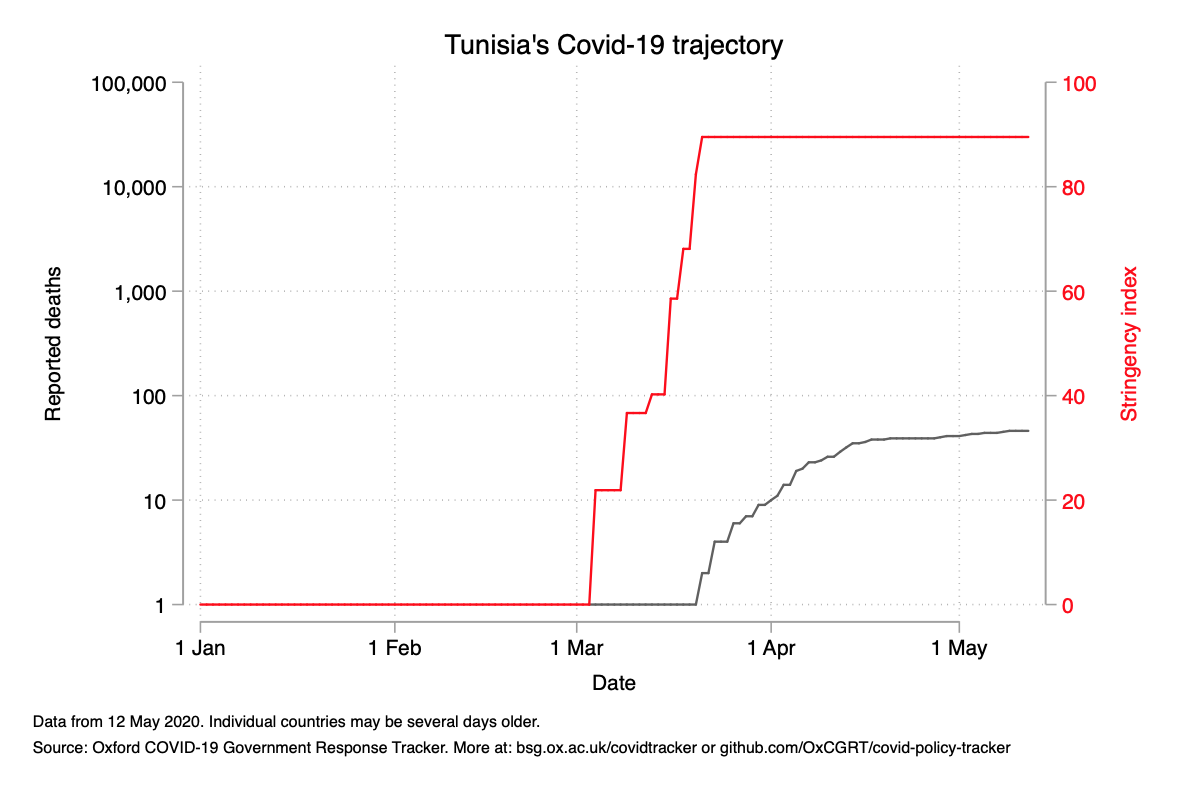 Tunisia's Covid-19 trajectory
100,000
10,000
1,000
100
10
1
Reported deaths
100
80
60
40
20
0
Stringency index
1 Jan
1 Feb
1 Mar
1 Apr
1 May
Date
Data from 12 May 2020. Individual countries may be several days older.
Source: Oxford COVID-19 Government Response Tracker. More at: bsg.ox.ac.uk/covidtracker or github.com/OxCGRT/covid-policy-tracker